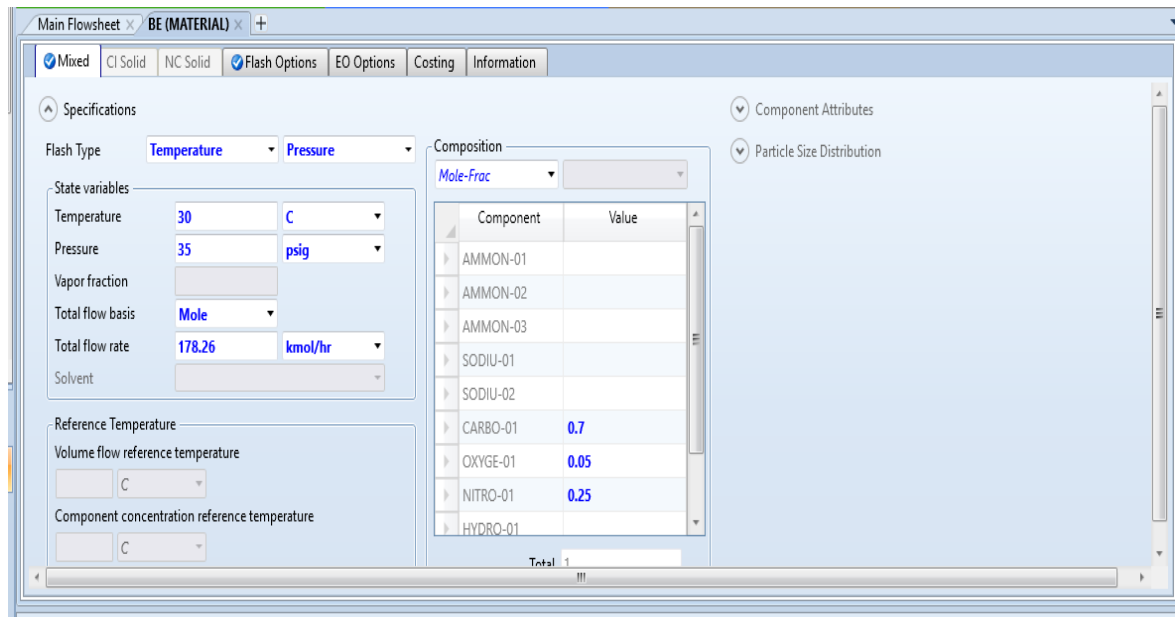 Main Flowsheet BE (MATERIAL) +
Mixed CI Solid NC Solid Flash Options EO Options Costing Information
Specifications
Flash Type Temperature Pressure
State variables
Temperature 30 C
Pressure 35 psig
Vapor fraction
Total flow basis Mole
Total flow rate 178.26 kmol/hr
Solvent
Reference Temperature
Volume flow reference temperature
C
Component concentration reference temperature
C
Composition
Mole-Frac
Component Value
AMMON-01
AMMON-02
AMMON-03
SODIU-01
SODIU-02
CARBO-01 0.7
OXYGE-01 0.05
NITRO-01 0.25
HYDRO-01
Total 1
Component Attributes
Particle Size Distribution